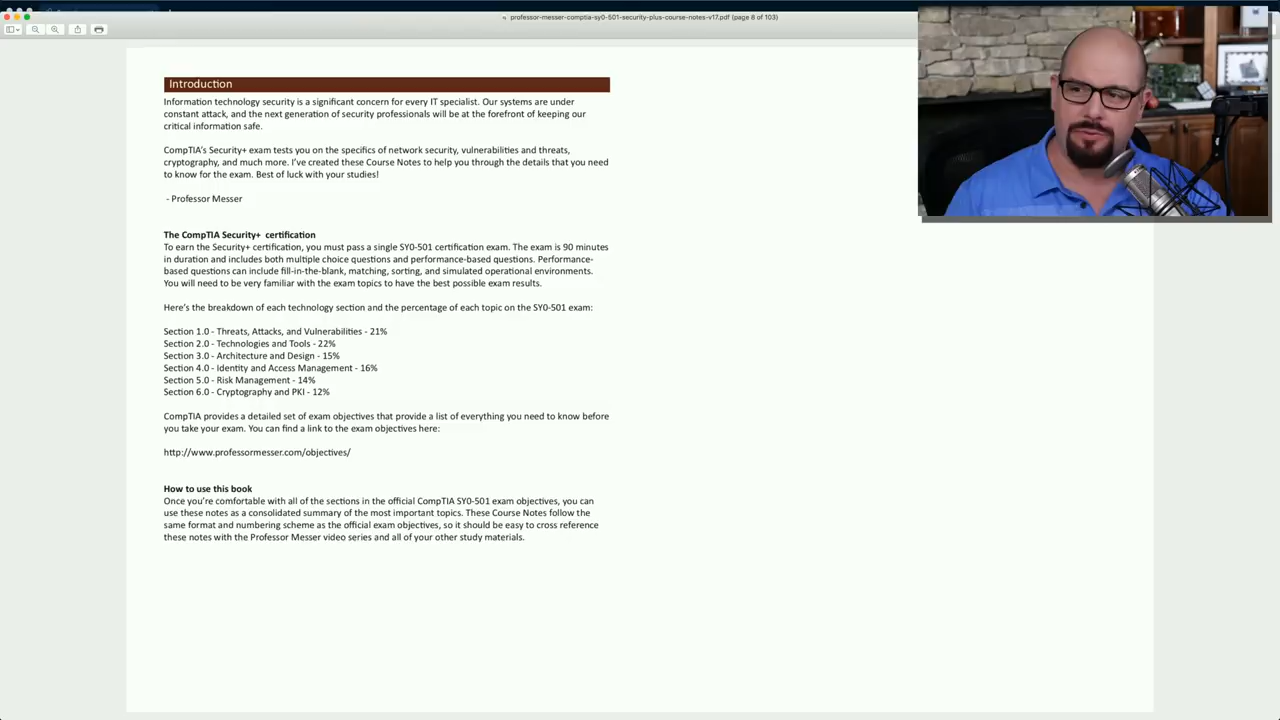 professor-messer-comptia-sy0-501-security-plus-course-notes-v17.pdf (page 8 of 103)
Introduction
Information technology security is a significant concern for every IT specialist. Our systems are under
constant attack, and the next generation of security professionals will be at the forefront of keeping our
critical information safe.
CompTIA's Security+ exam tests you on the specifics of network security, vulnerabilities and threats,
cryptography, and much more. I've created these Course Notes to help you through the details that you need
to know for the exam. Best of luck with your studies!
- Professor Messer
The CompTIA Security+ certification
To earn the Security+ certification, you must pass a single SY0-501 certification exam. The exam is 90 minutes
in duration and includes both multiple choice questions and performance-based questions. Performance-
based questions can include fill-in-the-blank, matching, sorting, and simulated operational environments.
You will need to be very familiar with the exam topics to have the best possible exam results.
Here's the breakdown of each technology section and the percentage of each topic on the SY0-501 exam:
Section 1.0 - Threats, Attacks, and Vulnerabilities - 21%
Section 2.0 - Technologies and Tools - 22%
Section 3.0 - Architecture and Design - 15%
Section 4.0 - Identity and Access Management - 16%
Section 5.0 - Risk Management - 14%
Section 6.0 - Cryptography and PKI - 12%
CompTIA provides a detailed set of exam objectives that provide a list of everything you need to know before
you take your exam. You can find a link to the exam objectives here:
http://www.professormesser.com/objectives/
How to use this book
Once you're comfortable with all of the sections in the official CompTIA SY0-501 exam objectives, you can
use these notes as a consolidated summary of the most important topics. These Course Notes follow the
same format and numbering scheme as the official exam objectives, so it should be easy to cross reference
these notes with the Professor Messer video series and all of your other study materials.